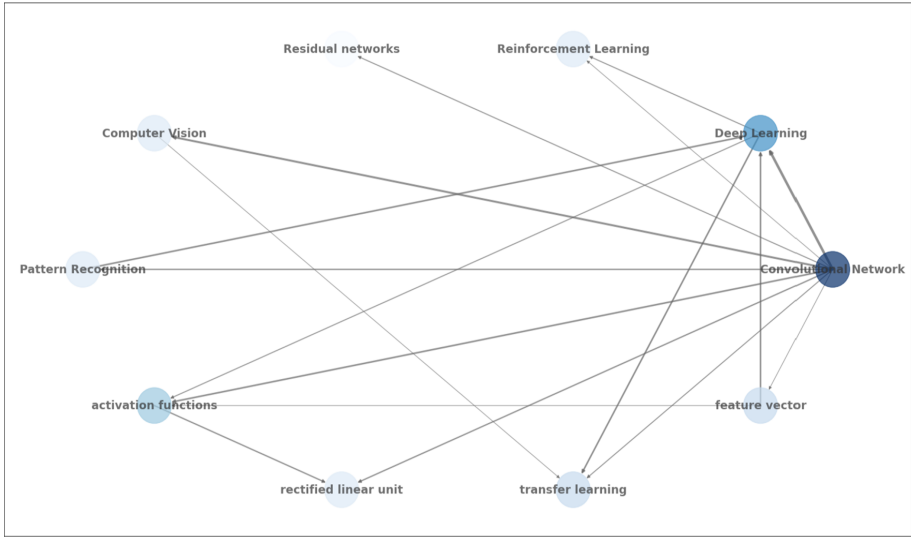 Residual networks
Reinforcement Learning
Computer Vision
Deep Learning
Pattern Recognition
Convolutional Network
activation functions
feature vector
rectified linear unit
transfer learning